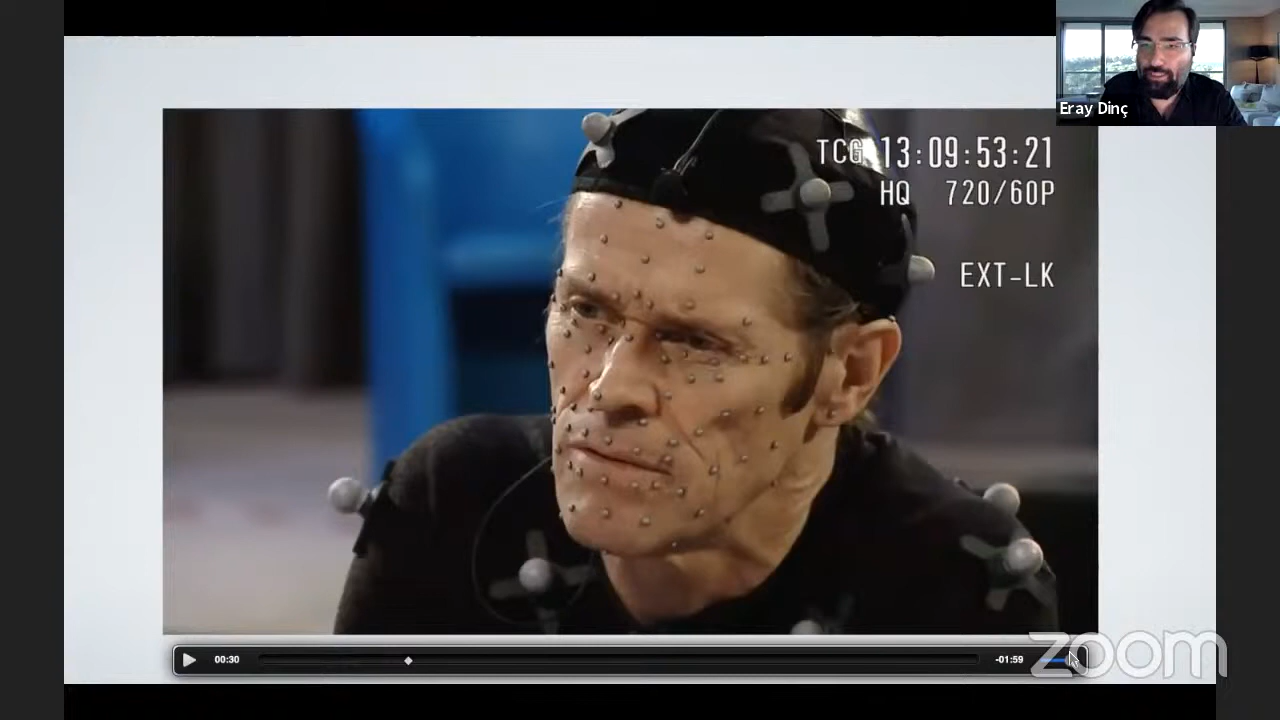 Eray Dinç
TCG 13:09:53:21
HQ 720/60P
EXT-LK
00:30
-01:59
zoom